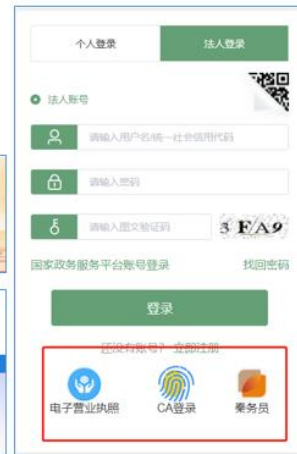 个人登录 法人登录
法人账号
请输入用户名/统一社会信用代码
请输入密码
请输入图文验证码 3 FA9
国家政务服务平台账号登录 找回密码
登录
还没有账号? 立即注册
电子营业执照 CA登录 秦务员